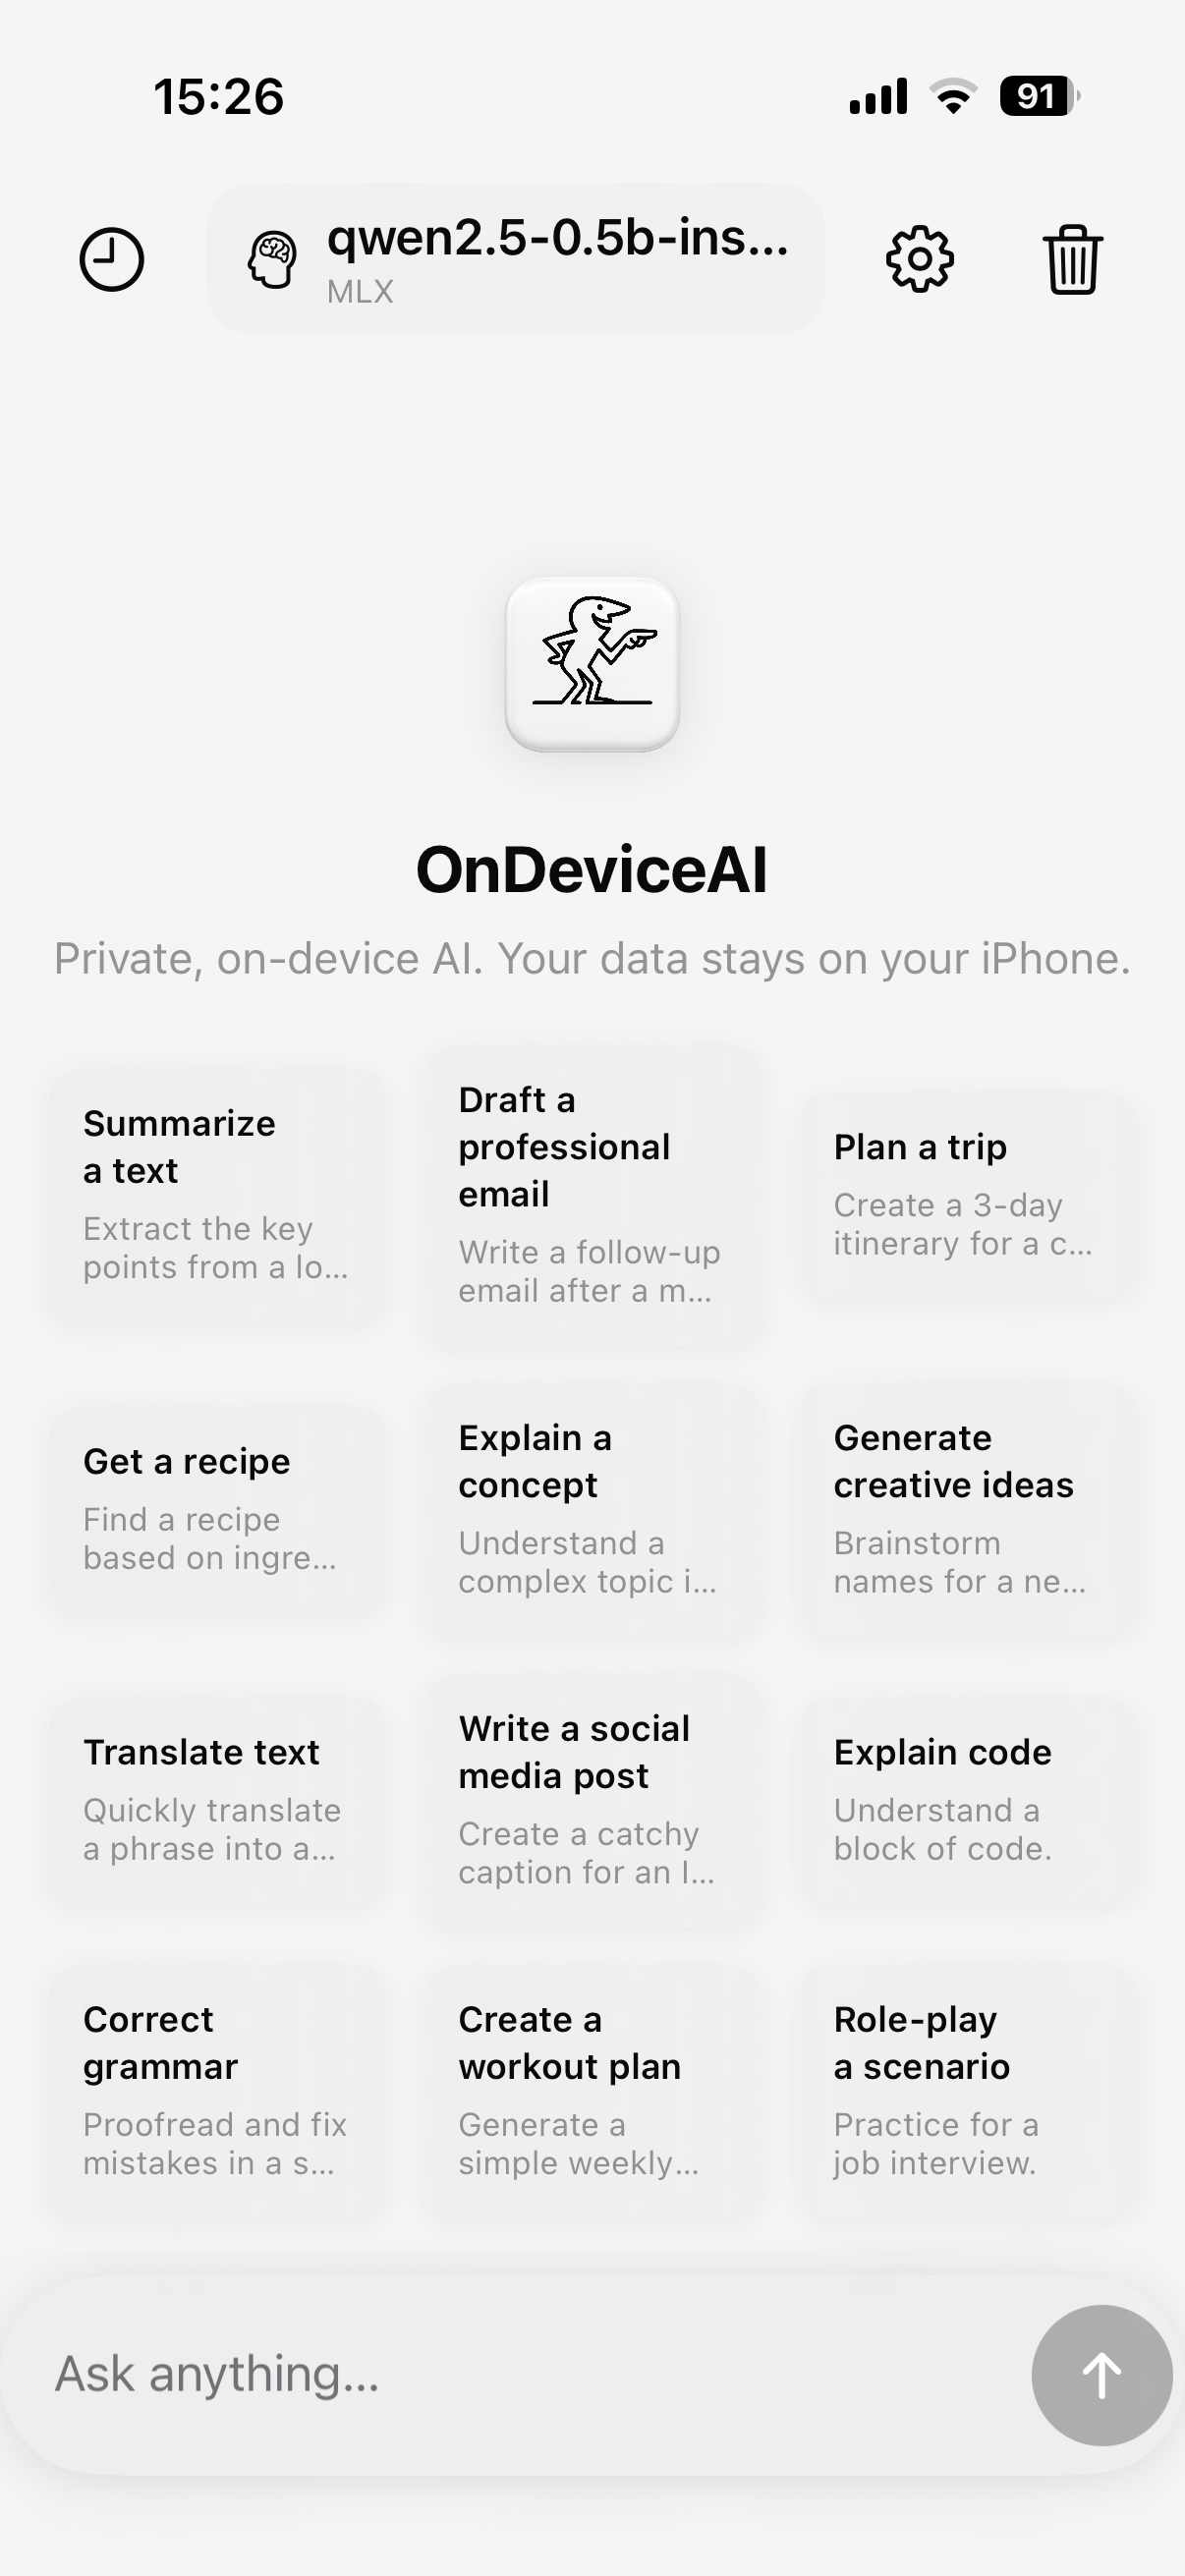 15:26
91
qwen2.5-0.5b-ins...
MLX
OnDeviceAI
Private, on-device AI. Your data stays on your iPhone.
Summarize
a text
Extract the key
points from a lo...
Draft a
professional
email
Write a follow-up
email after a m...
Plan a trip
Create a 3-day
itinerary for a c...
Get a recipe
Find a recipe
based on ingre...
Explain a
concept
Understand a
complex topic i...
Generate
creative ideas
Brainstorm
names for a ne...
Translate text
Quickly translate
a phrase into a...
Write a social
media post
Create a catchy
caption for an I...
Explain code
Understand a
block of code.
Correct
grammar
Proofread and fix
mistakes in a s...
Create a
workout plan
Generate a
simple weekly...
Role-play
a scenario
Practice for a
job interview.
Ask anything...